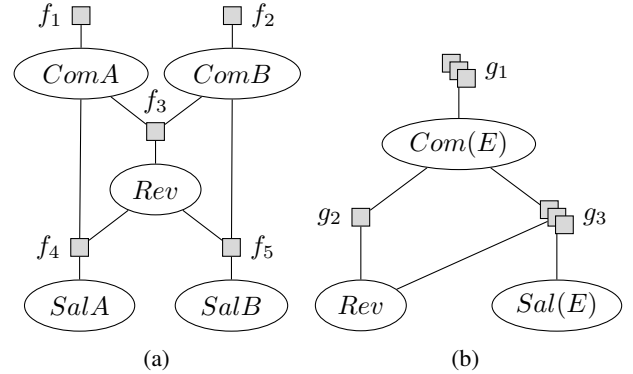 f₁ f₂
ComA ComB g₁
f₃
Com(E)
Rev
g₂ g₃
f₄ f₅
SalA SalB Rev Sal(E)
(a) (b)